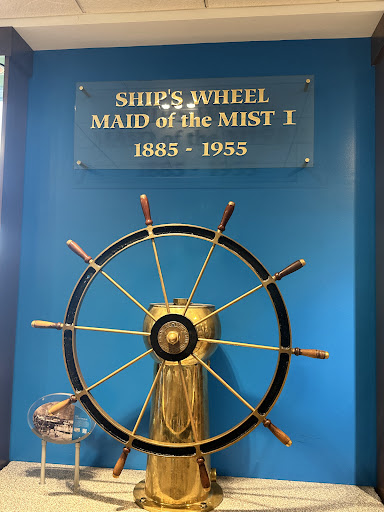 SHIP'S WHEEL
MAID of the MIST I
1885 - 1955